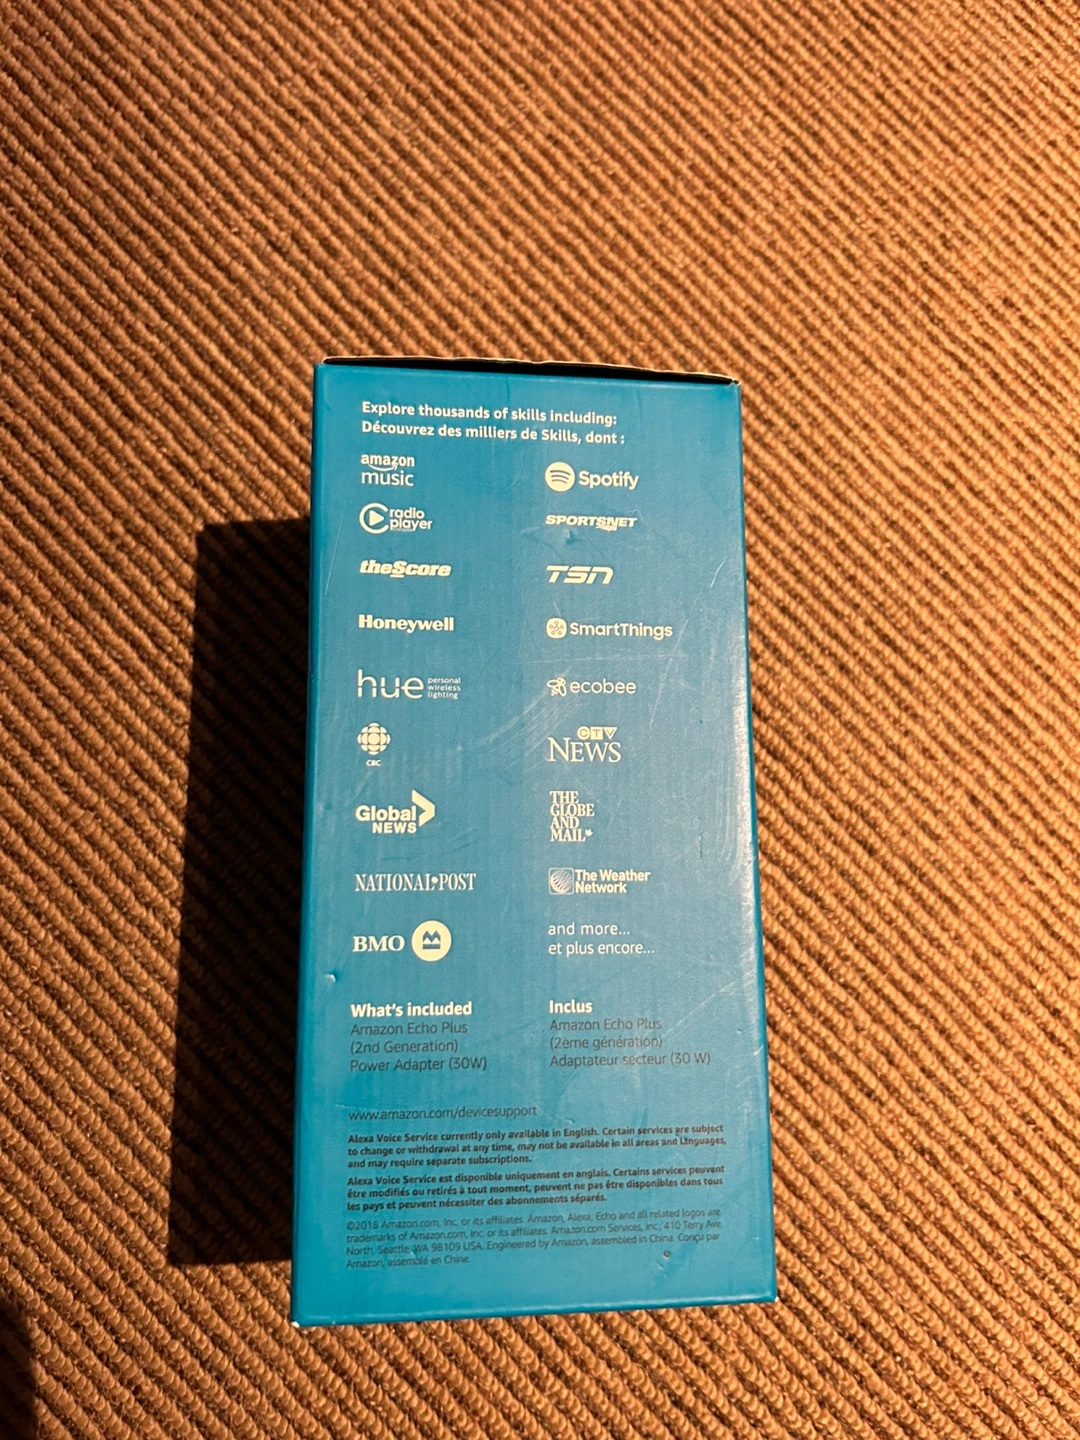 Explore thousands of skills including:
Découvrez des milliers de Skills, dont :
amazon music
Spotify
radio player
SPORTSNET
theScore
TSN
Honeywell
SmartThings
hue personal wireless lighting
ecobee
CBC
CTV NEWS
Global NEWS
THE GLOBE AND MAIL
NATIONAL POST
The Weather Network
BMO
and more...
et plus encore...
What's included
Amazon Echo Plus
(2nd Generation)
Power Adapter (30W)
Inclus
Amazon Echo Plus
(2ème génération)
Adaptateur secteur (30 W)
www.amazon.com/devicesupport
Alexa Voice Service currently only available in English. Certain services are subject
to change or withdrawal at any time, may not be available in all areas and languages,
and may require separate subscriptions.
Alexa Voice Service est disponible uniquement en anglais. Certains services peuvent
être modifiés ou retirés à tout moment, peuvent ne pas être disponibles dans tous
les pays et peuvent nécessiter des abonnements séparés.
©2018 Amazon.com, Inc. or its affiliates. Amazon, Alexa, Echo and all related logos are
trademarks of Amazon.com, Inc. or its affiliates. Amazon.com Services, Inc., 410 Terry Ave
North, Seattle, WA 98109 USA. Engineered by Amazon, assembled in China. Conçu par
Amazon, assemblé en Chine.